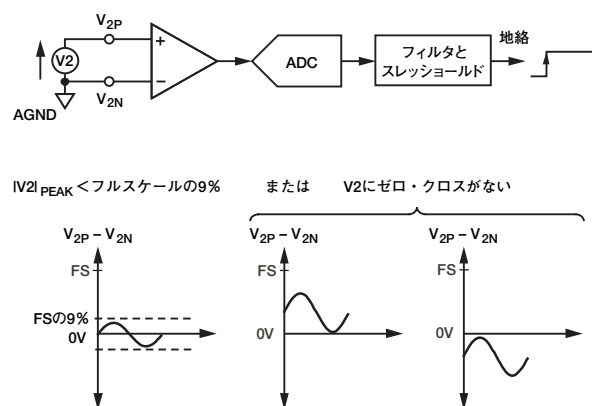 V2P
V2
V2N
AGND
+
−
ADC
フィルタと
スレッショールド
地絡
|V2| PEAK < フルスケールの9%
または
V2にゼロ・クロスがない
V2P – V2N
FS
FSの9%
0V
V2P – V2N
FS
0V
V2P – V2N
FS
0V